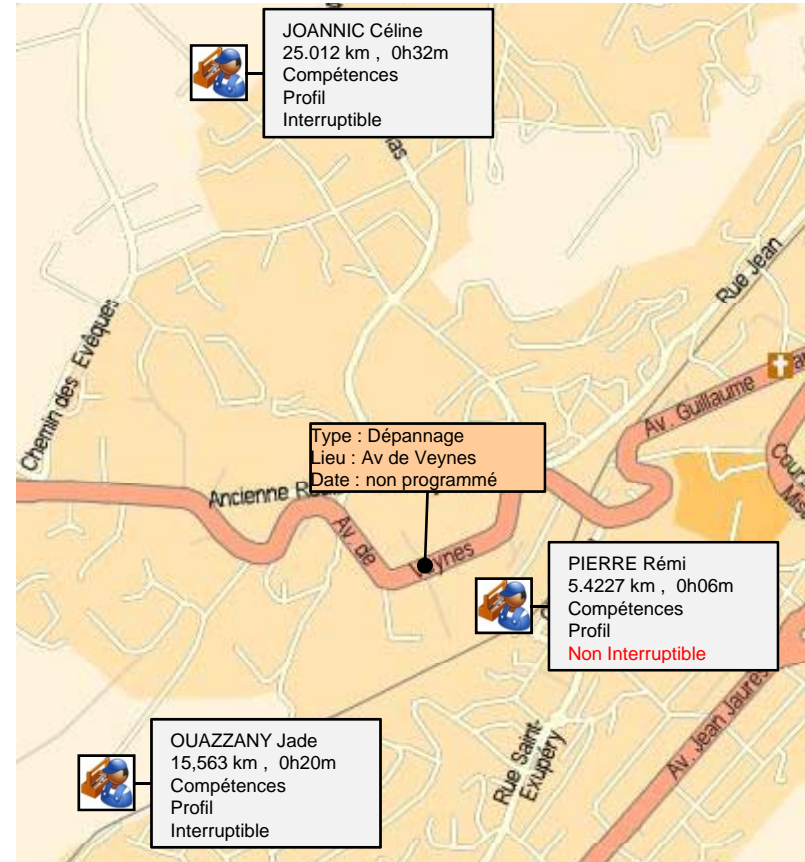 JOANNIC Céline
25.012 km , 0h32m
Compétences
Profil
Interruptible
Rue Jean
Chemin des Evêques
Av. Guillaume
Type : Dépannage
Lieu : Av de Veynes
Date : non programmé
Ancienne
Av. de
Veynes
PIERRE Rémi
5.4227 km , 0h06m
Compétences
Profil
Non Interruptible
Rue Saint-
Exupéry
Av. Jean Jaurès
OUAZZANY Jade
15,563 km , 0h20m
Compétences
Profil
Interruptible